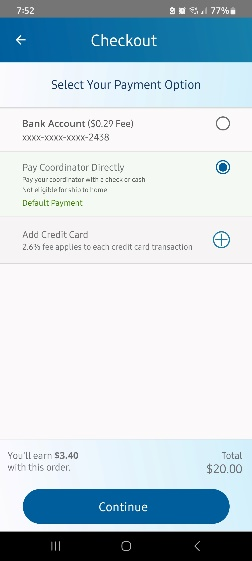 7:52
77%
Checkout
Select Your Payment Option
Bank Account ($0.29 Fee)
xxxx-xxxx-xxxx-2438
Pay Coordinator Directly
Pay your coordinator with a check or cash
Not eligible for ship to home
Default Payment
Add Credit Card
2.6% fee applies to each credit card transaction
You'll earn $3.40
with this order.
Total
$20.00
Continue